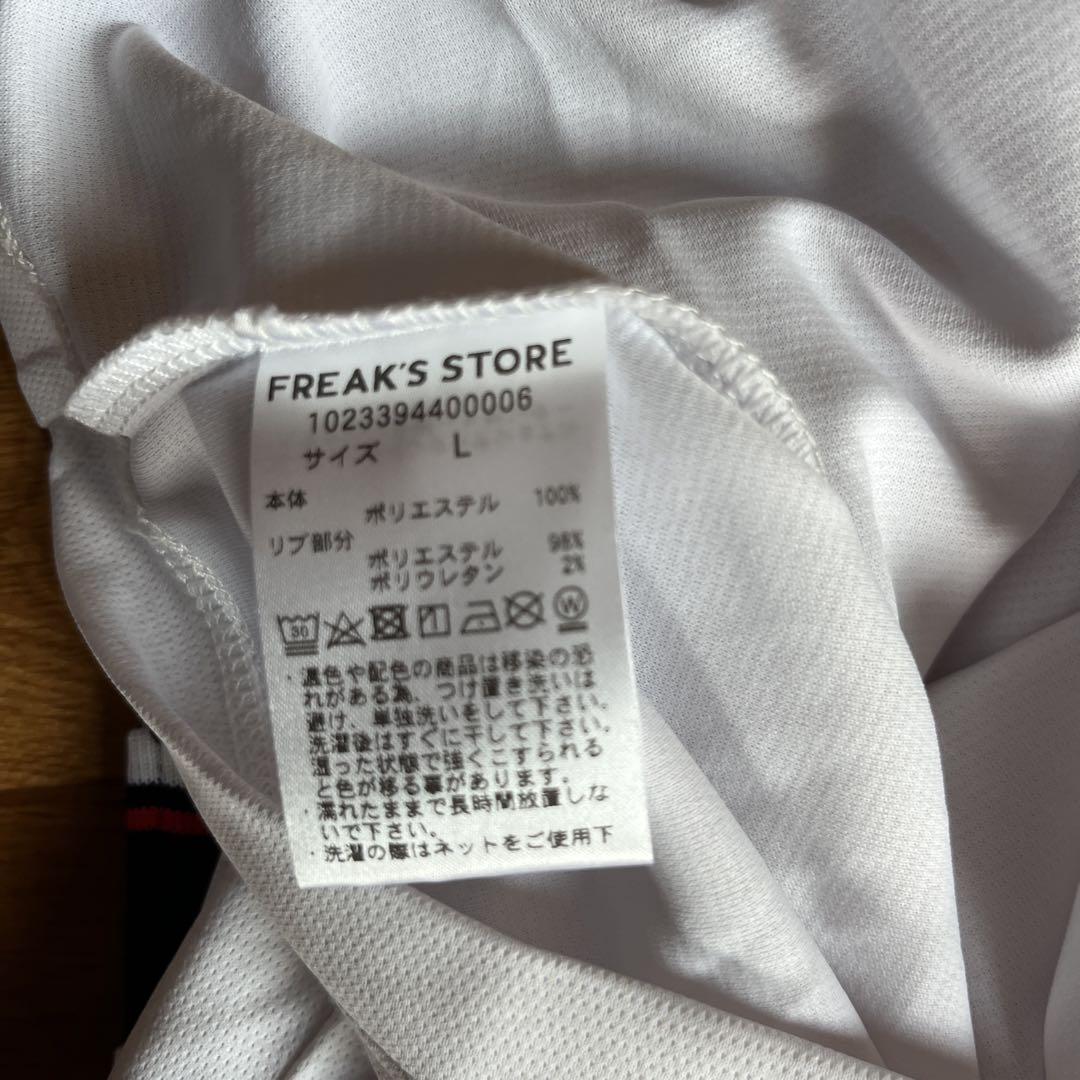 FREAK'S STORE
1023394400006
サイズ L
本体 ポリエステル 100%
リブ部分 ポリエステル 98%
ポリウレタン 2%
30 W
・濃色や配色の商品は移染の恐
れがある為、つけ置き洗いは
避け、単独洗いをして下さい。
洗濯後はすぐに干して下さい。
湿った状態で強くこすられる
と色が移る事があります。
・濡れたままで長時間放置しな
いで下さい。
・洗濯の際はネットをご使用下